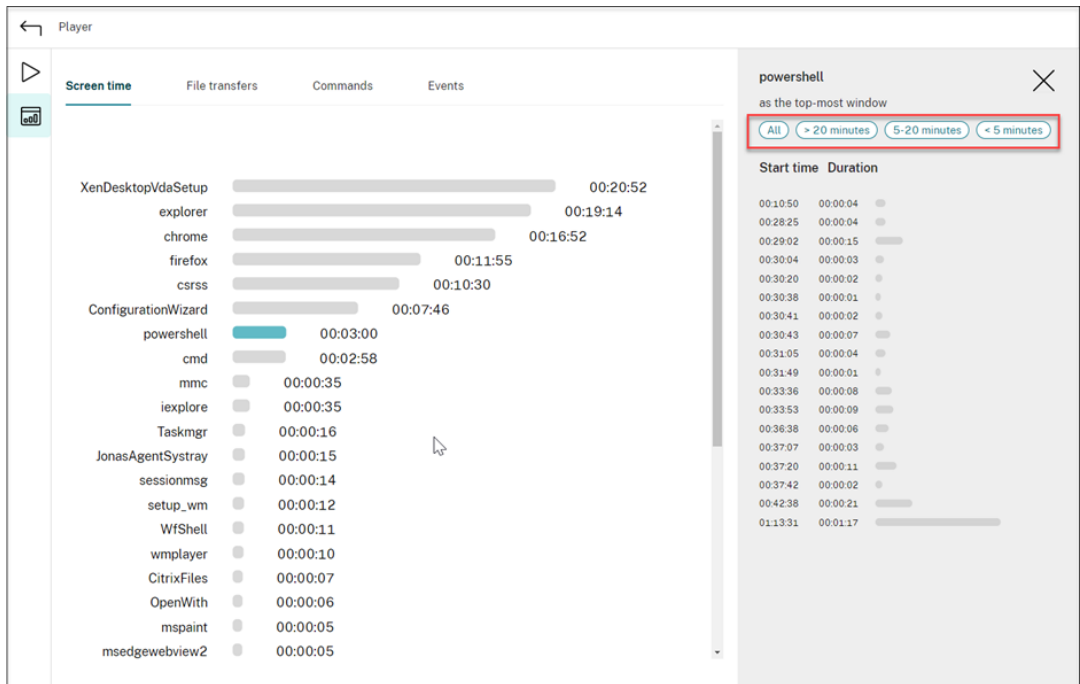 Player
Screen time File transfers Commands Events
XenDesktopVdaSetup 00:20:52
explorer 00:19:14
chrome 00:16:52
firefox 00:11:55
csrss 00:10:30
ConfigurationWizard 00:07:46
powershell 00:03:00
cmd 00:02:58
mmc 00:00:35
iexplore 00:00:35
Taskmgr 00:00:16
JonasAgentSystray 00:00:15
sessionmsg 00:00:14
setup_wm 00:00:12
WfShell 00:00:11
wmplayer 00:00:10
CitrixFiles 00:00:07
OpenWith 00:00:06
mspaint 00:00:05
msedgewebview2 00:00:05
powershell
as the top-most window
All > 20 minutes 5-20 minutes < 5 minutes
Start time Duration
00:10:50 00:00:04
00:28:25 00:00:04
00:29:02 00:00:15
00:30:04 00:00:03
00:30:20 00:00:02
00:30:38 00:00:01
00:30:41 00:00:02
00:30:43 00:00:07
00:31:05 00:00:04
00:31:49 00:00:01
00:33:36 00:00:08
00:33:53 00:00:09
00:36:38 00:00:06
00:37:07 00:00:03
00:37:20 00:00:11
00:37:42 00:00:02
00:42:38 00:00:21
01:13:31 00:01:17